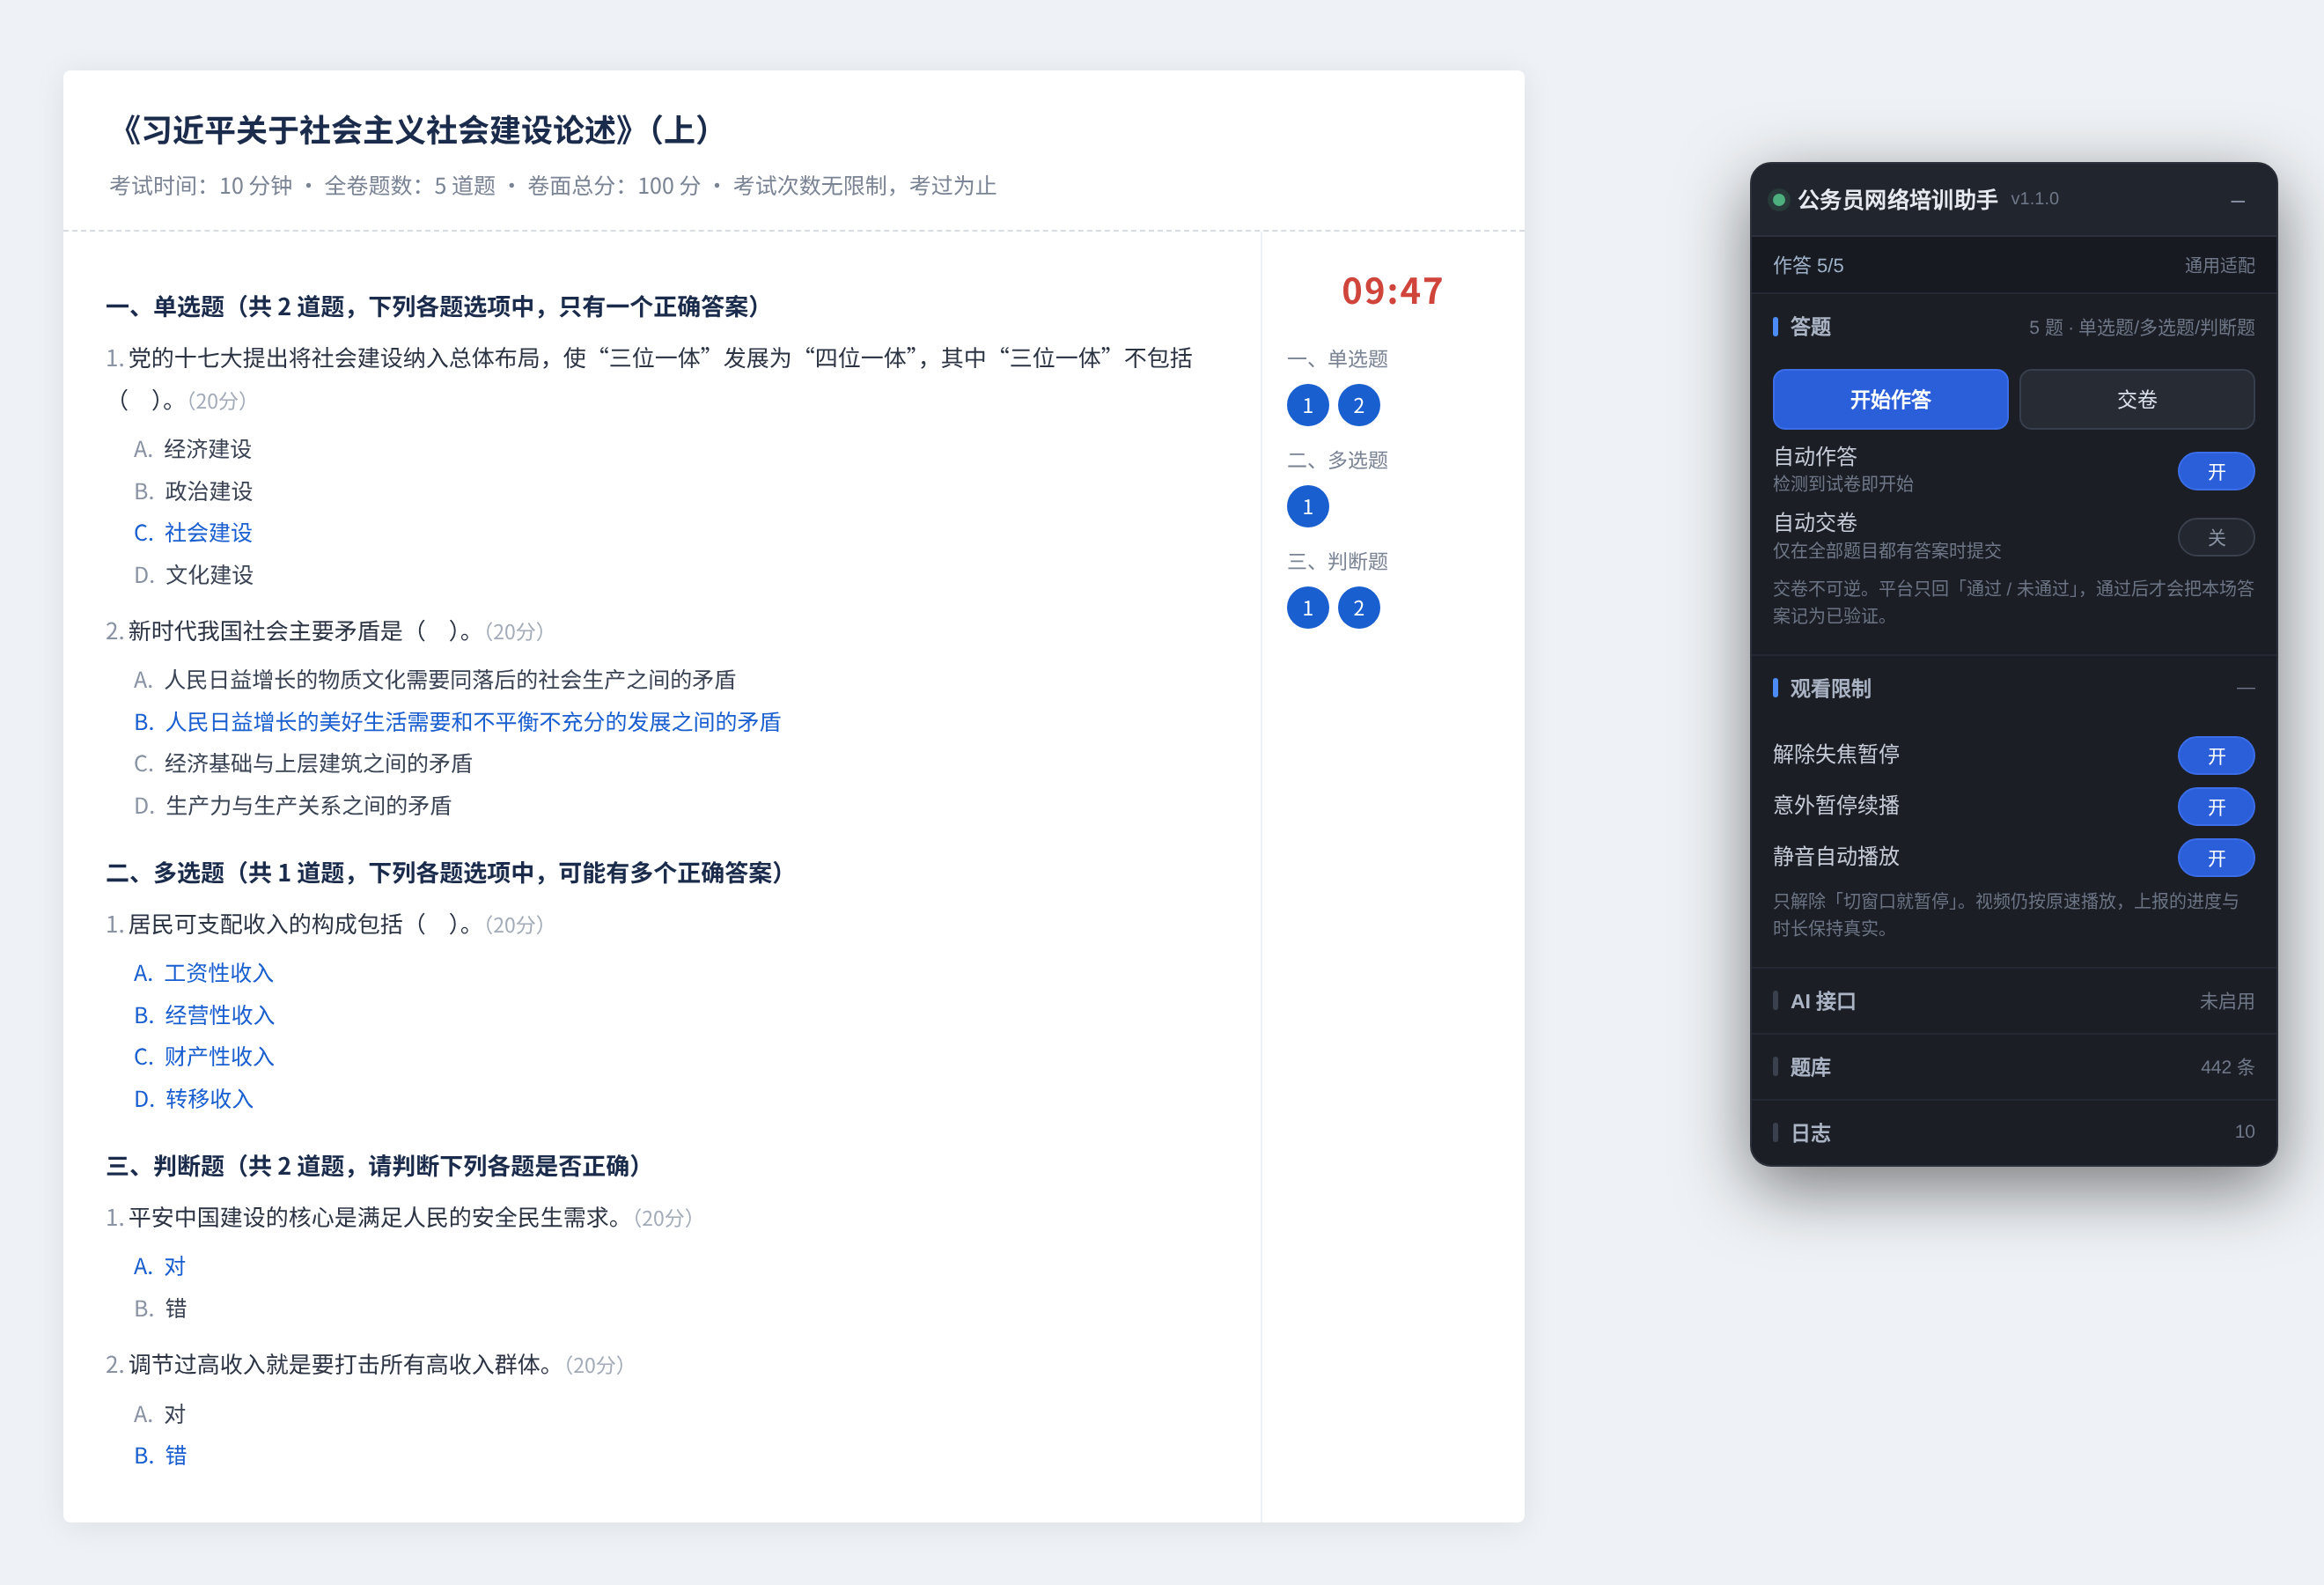 《习近平关于社会主义社会建设论述》（上）
考试时间：10 分钟 • 全卷题数：5 道题 • 卷面总分：100 分 • 考试次数无限制，考过为止
一、单选题（共 2 道题，下列各题选项中，只有一个正确答案）
1. 党的十七大提出将社会建设纳入总体布局，使“三位一体”发展为“四位一体”，其中“三位一体”不包括
（ ）。（20分）
A. 经济建设
B. 政治建设
C. 社会建设
D. 文化建设
2. 新时代我国社会主要矛盾是（ ）。（20分）
A. 人民日益增长的物质文化需要同落后的社会生产之间的矛盾
B. 人民日益增长的美好生活需要和不平衡不充分的发展之间的矛盾
C. 经济基础与上层建筑之间的矛盾
D. 生产力与生产关系之间的矛盾
二、多选题（共 1 道题，下列各题选项中，可能有多个正确答案）
1. 居民可支配收入的构成包括（ ）。（20分）
A. 工资性收入
B. 经营性收入
C. 财产性收入
D. 转移收入
三、判断题（共 2 道题，请判断下列各题是否正确）
1. 平安中国建设的核心是满足人民的安全民生需求。（20分）
A. 对
B. 错
2. 调节过高收入就是要打击所有高收入群体。（20分）
A. 对
B. 错
09:47
一、单选题
1 2
二、多选题
1
三、判断题
1 2
公务员网络培训助手 v1.1.0 –
作答 5/5 通用适配
答题 5 题 · 单选题/多选题/判断题
开始作答 交卷
自动作答 开
检测到试卷即开始
自动交卷 关
仅在全部题目都有答案时提交
交卷不可逆。平台只回「通过 / 未通过」，通过后才会把本场答
案记为已验证。
观看限制 —
解除失焦暂停 开
意外暂停续播 开
静音自动播放 开
只解除「切窗口就暂停」。视频仍按原速播放，上报的进度与
时长保持真实。
AI 接口 未启用
题库 442 条
日志 10